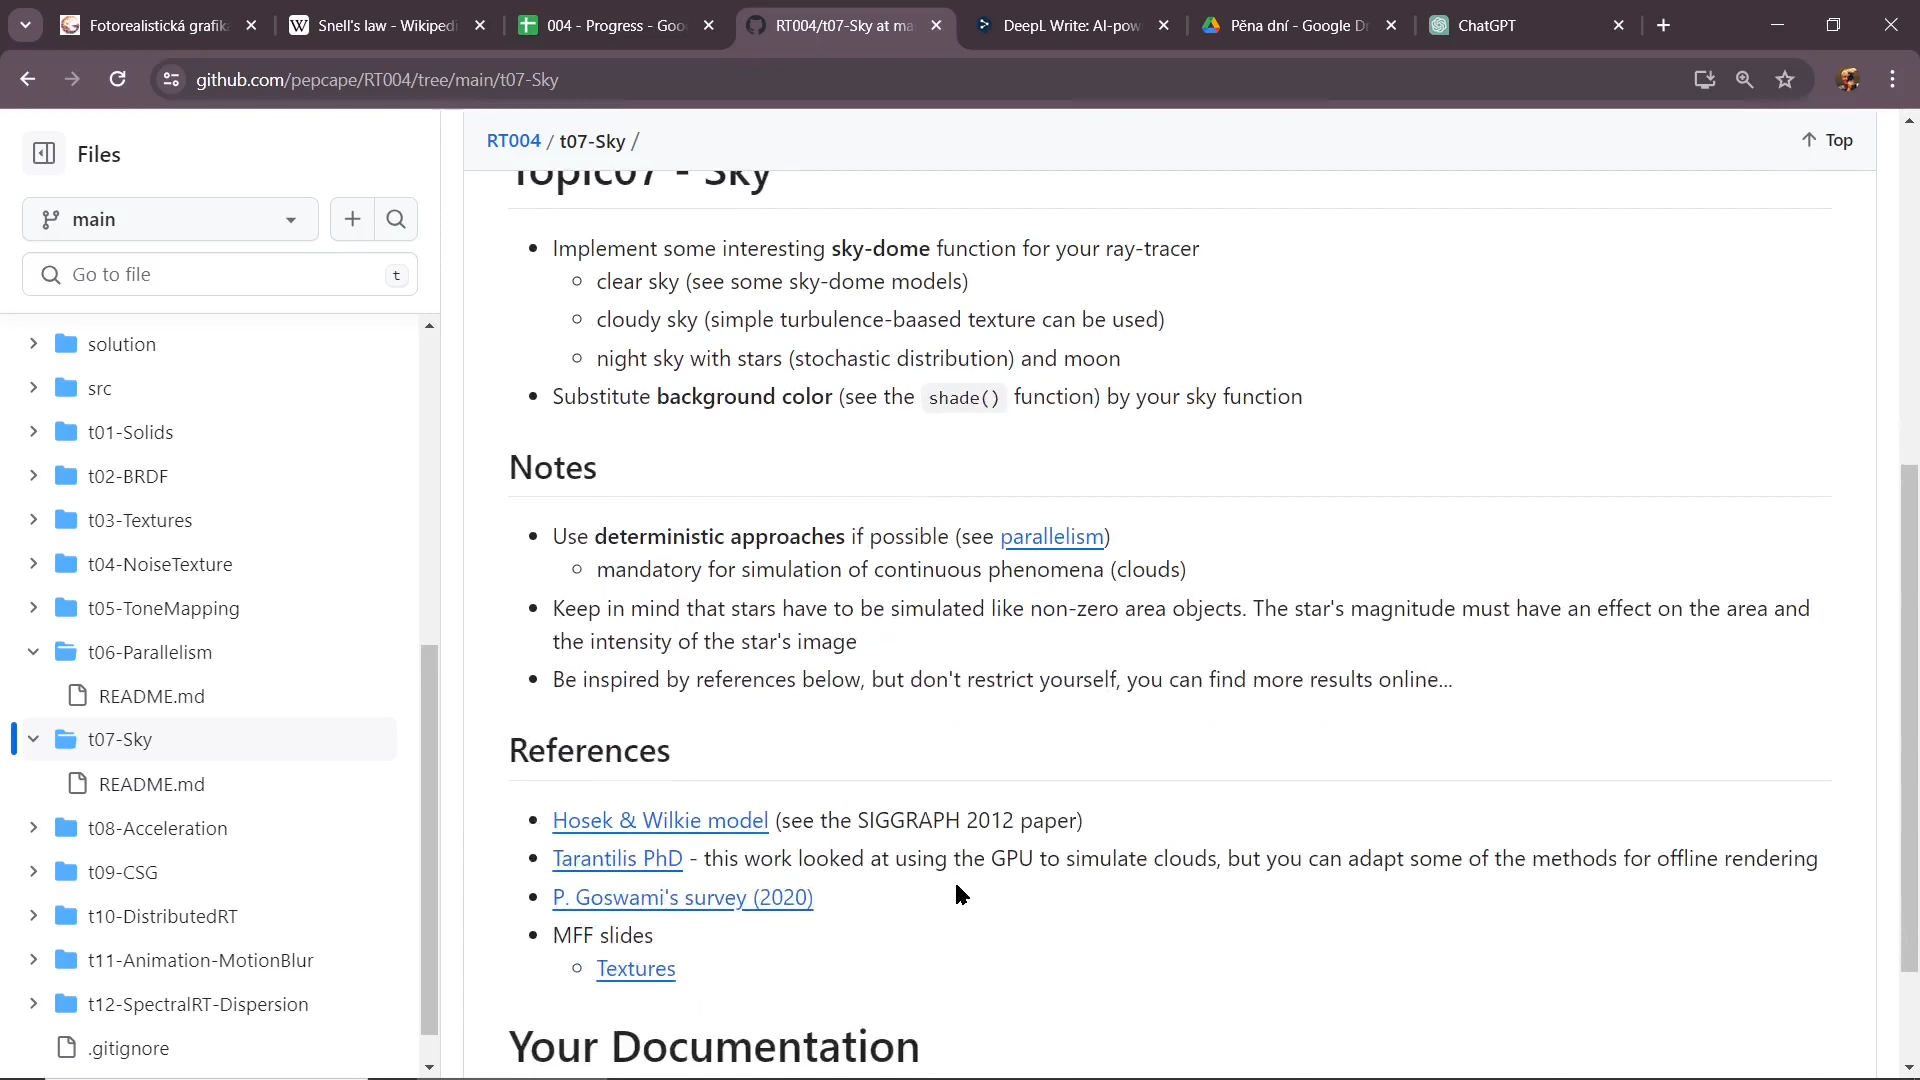 Fotorealistická grafik
Snell's law - Wikiped
004 - Progress - Goo
RT004/t07-Sky at ma
DeepL Write: AI-pow
Pěna dní - Google D
ChatGPT
github.com/pepcape/RT004/tree/main/t07-Sky
Files
main
Go to file
t
solution
src
t01-Solids
t02-BRDF
t03-Textures
t04-NoiseTexture
t05-ToneMapping
t06-Parallelism
README.md
t07-Sky
README.md
t08-Acceleration
t09-CSG
t10-DistributedRT
t11-Animation-MotionBlur
t12-SpectralRT-Dispersion
.gitignore
RT004 / t07-Sky /
Top
Topic07 - Sky
Implement some interesting sky-dome function for your ray-tracer
clear sky (see some sky-dome models)
cloudy sky (simple turbulence-baased texture can be used)
night sky with stars (stochastic distribution) and moon
Substitute background color (see the shade() function) by your sky function
Notes
Use deterministic approaches if possible (see parallelism)
mandatory for simulation of continuous phenomena (clouds)
Keep in mind that stars have to be simulated like non-zero area objects. The star's magnitude must have an effect on the area and
the intensity of the star's image
Be inspired by references below, but don't restrict yourself, you can find more results online...
References
Hosek & Wilkie model (see the SIGGRAPH 2012 paper)
Tarantilis PhD - this work looked at using the GPU to simulate clouds, but you can adapt some of the methods for offline rendering
P. Goswami's survey (2020)
MFF slides
Textures
Your Documentation